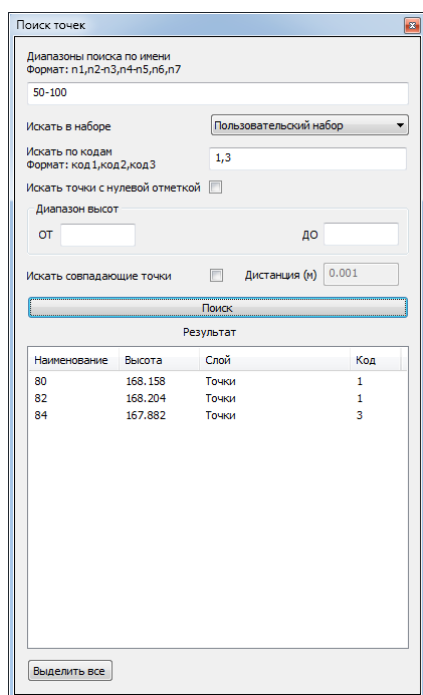 Поиск точек
Диапазоны поиска по имени
Формат: n1,n2-n3,n4-n5,n6,n7
50-100
Искать в наборе Пользовательский набор
Искать по кодам
Формат: код1,код2,код3 1,3
Искать точки с нулевой отметкой
Диапазон высот
ОТ ДО
Искать совпадающие точки Дистанция (м) 0.001
Поиск
Результат
Наименование Высота Слой Код
80 168.158 Точки 1
82 168.204 Точки 1
84 167.882 Точки 3
Выделить все